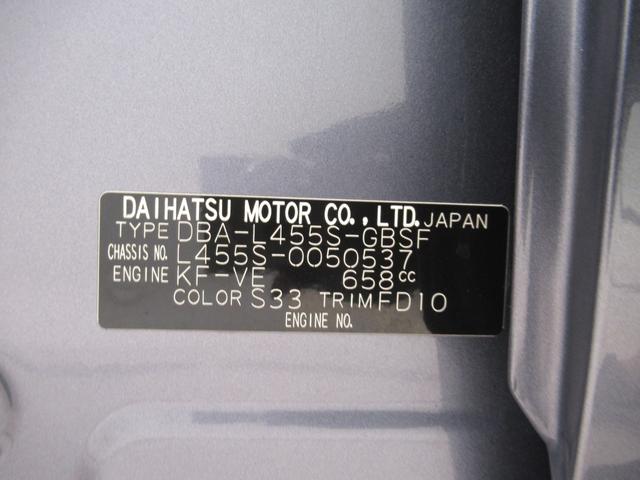 DAIHATSU MOTOR CO.,LTD. JAPAN
TYPE DBA-L455S-GBSF
CHASSIS NO. L455S-0050537
ENGINE KF-VE 658cc
COLOR S33 TRIM FD10
ENGINE NO.